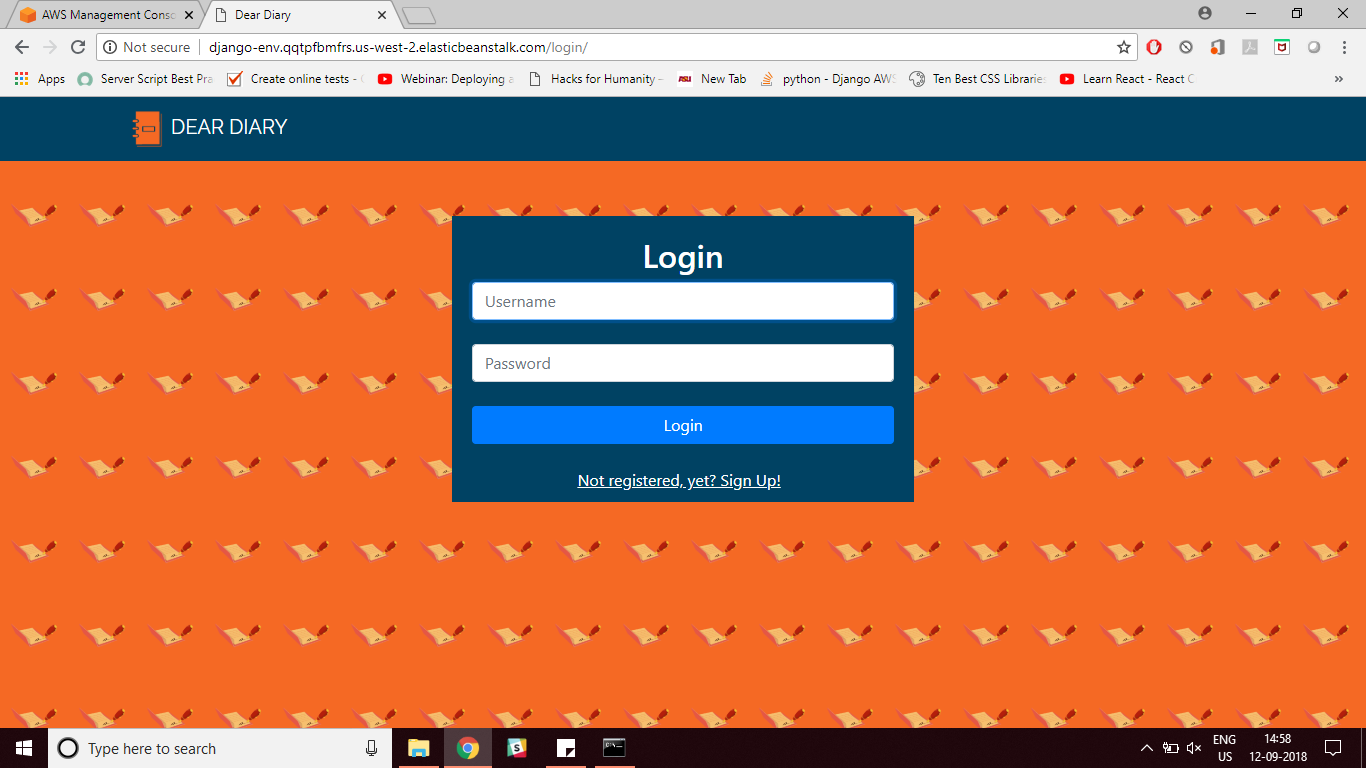 AWS Management Conso
Dear Diary
Not secure
django-env.qqtpfbmfrs.us-west-2.elasticbeanstalk.com/login/
Apps
Server Script Best Pra
Create online tests -
Webinar: Deploying a
Hacks for Humanity –
ASU
New Tab
python - Django AWS
Ten Best CSS Libraries
Learn React - React C
»
DEAR DIARY
Login
Username
Password
Login
Not registered, yet? Sign Up!
Type here to search
ENG
US
14:58
12-09-2018